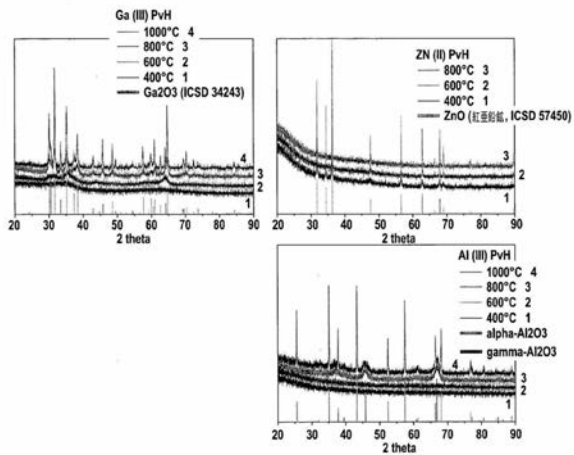 Ga (III) PvH
1000°C 4
800°C 3
600°C 2
400°C 1
Ga2O3 (ICSD 34243)
4
3
2
1
20 30 40 50 60 70 80 90
2 theta
ZN (II) PvH
800°C 3
600°C 2
400°C 1
ZnO (紅亜鉛鉱, ICSD 57450)
3
2
1
20 30 40 50 60 70 80 90
2 theta
Al (III) PvH
1000°C 4
800°C 3
600°C 2
400°C 1
alpha-Al2O3
gamma-Al2O3
4
3
2
1
20 30 40 50 60 70 80 90
2 theta